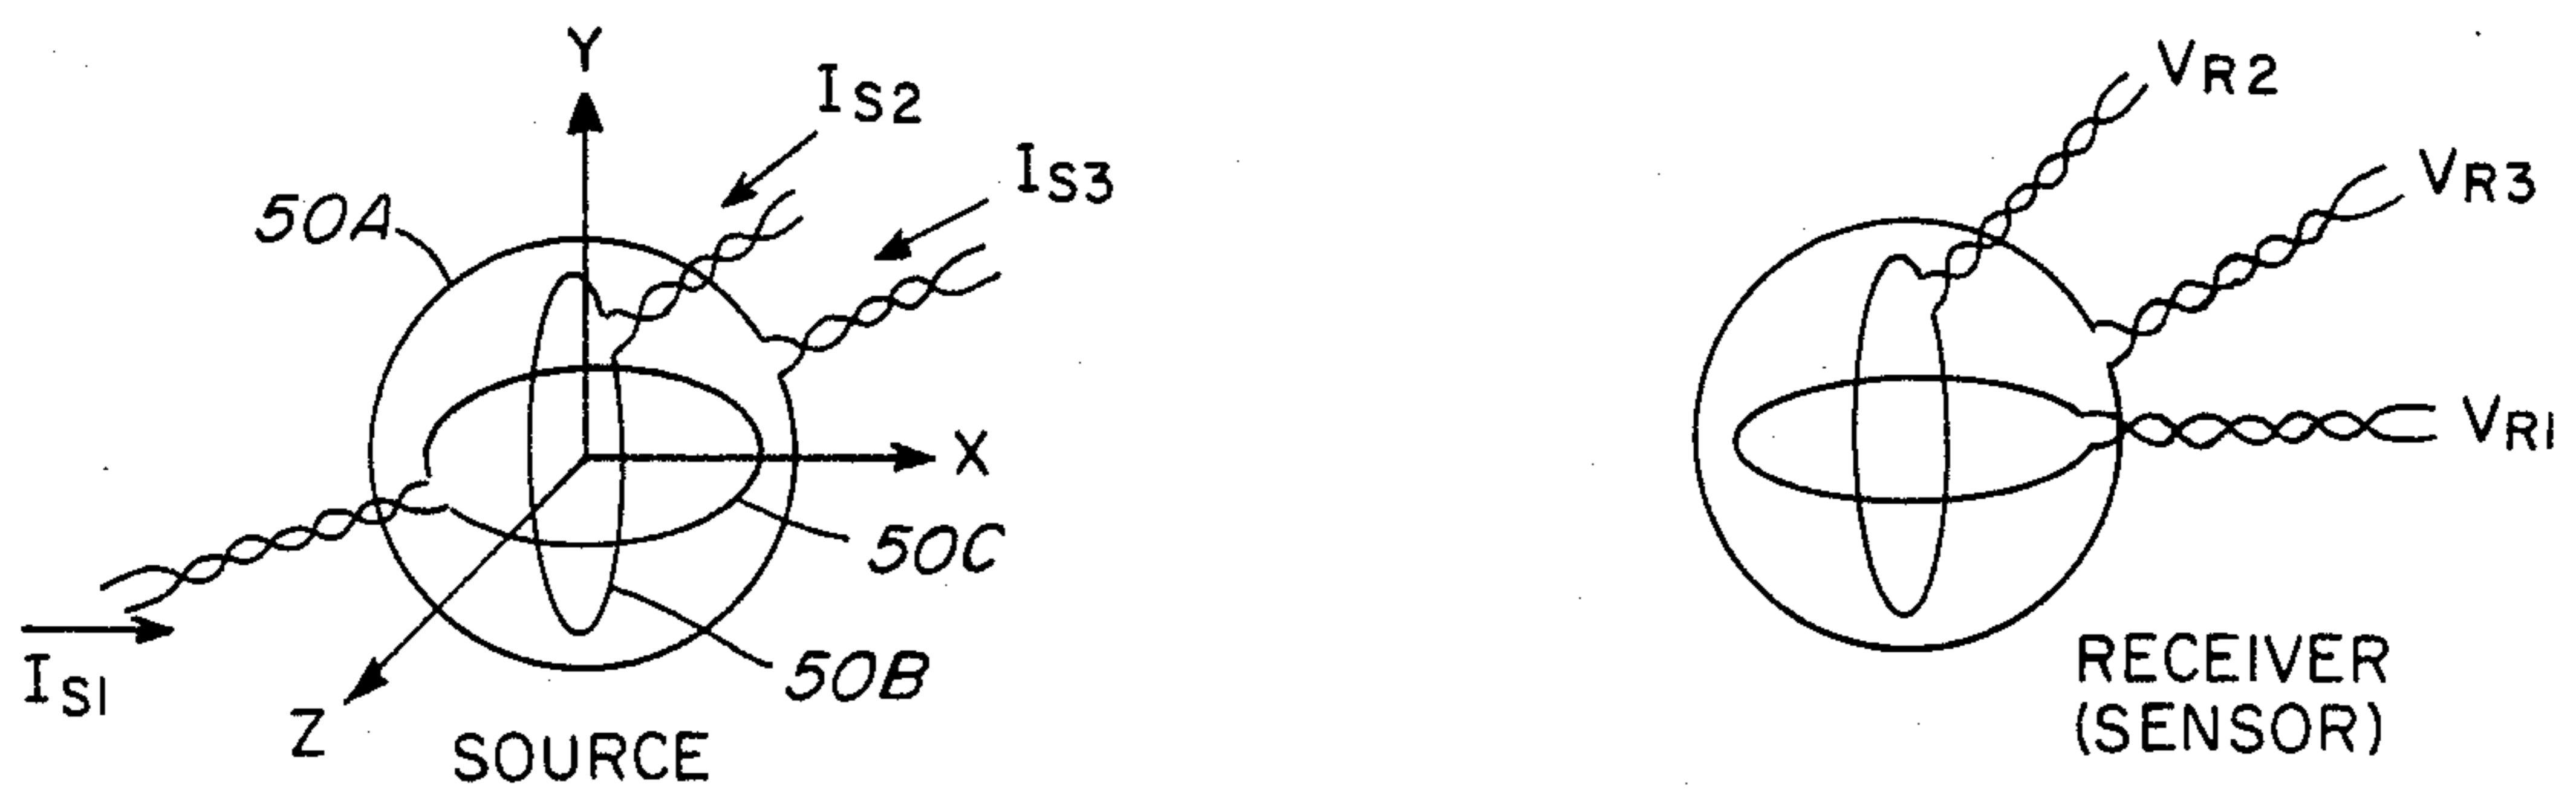 Y
IS2
IS3
50A
X
50C
50B
IS1
Z
SOURCE
VR2
VR3
VR1
RECEIVER
(SENSOR)